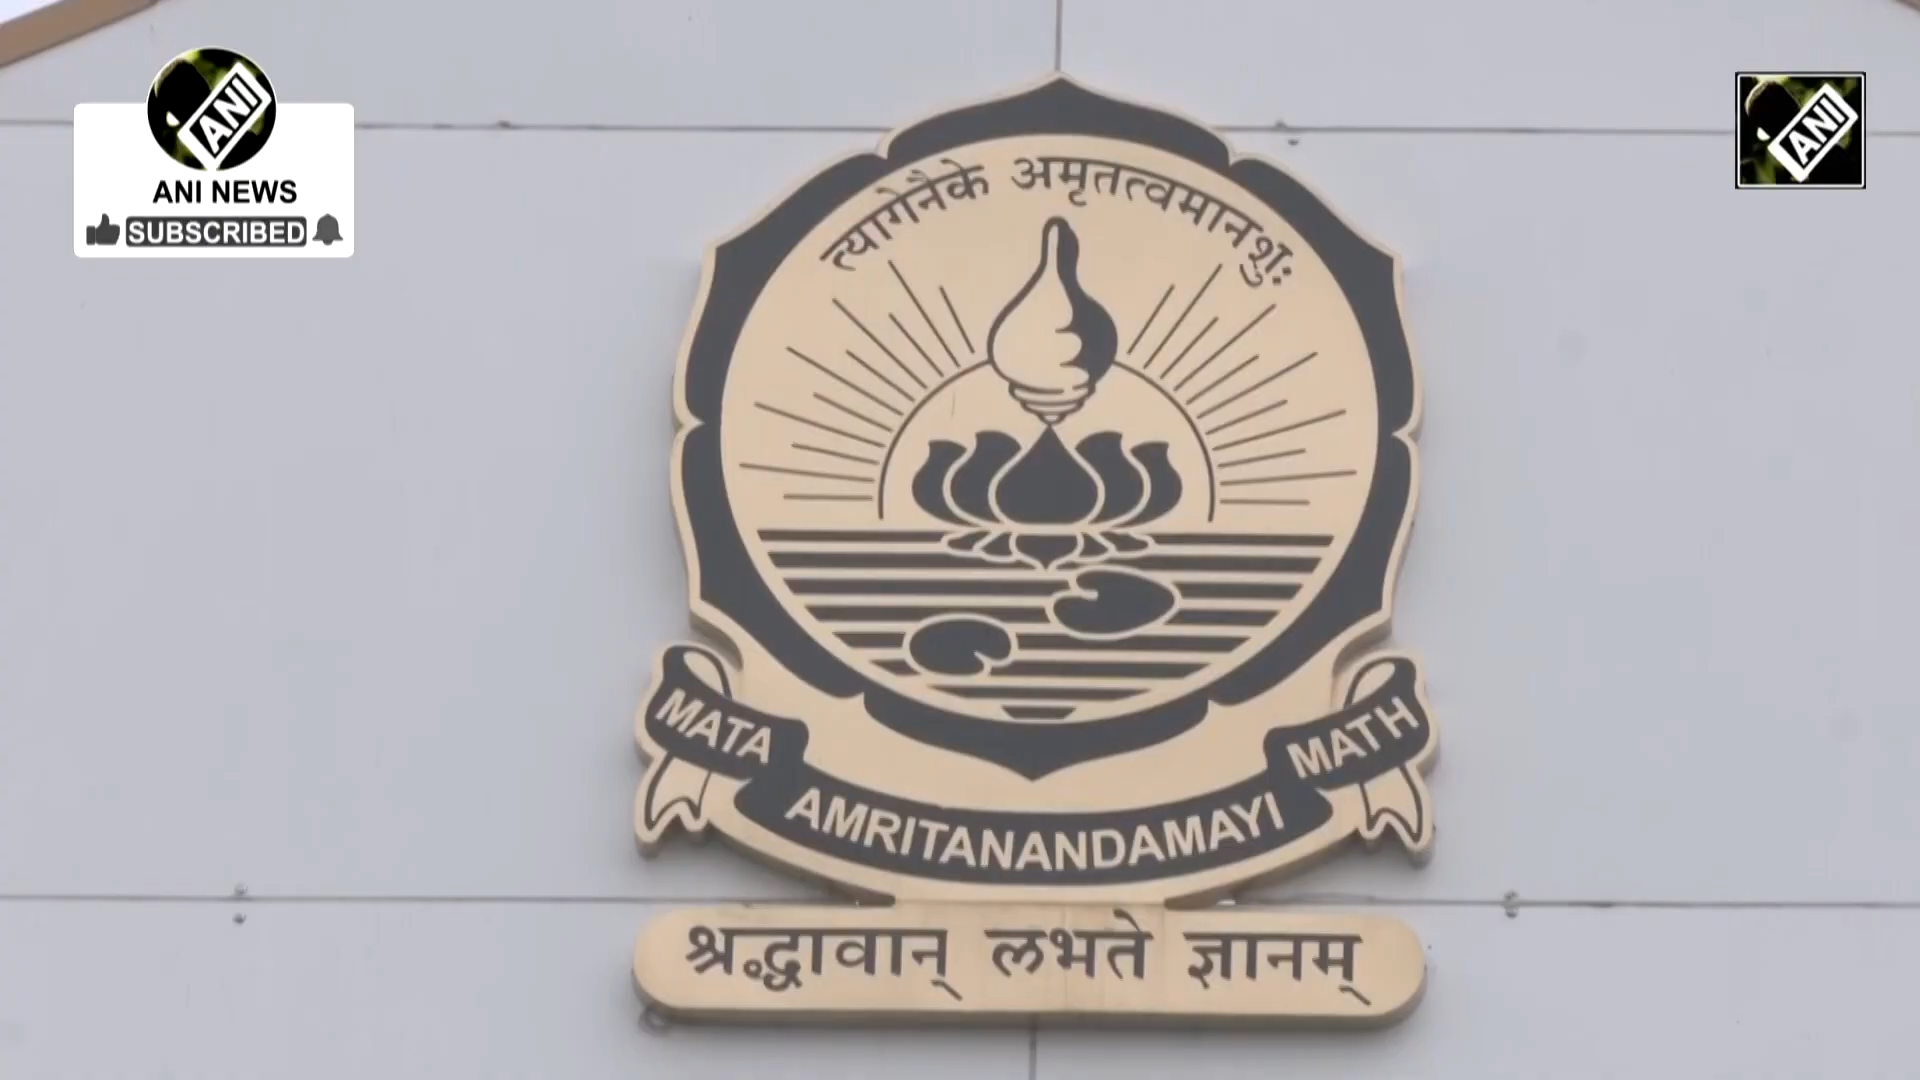 ANI
ANI NEWS
SUBSCRIBED
ANI
त्यागेनैके अमृतत्वमानशुः
MATA AMRITANANDAMAYI MATH
श्रद्धावान् लभते ज्ञानम्